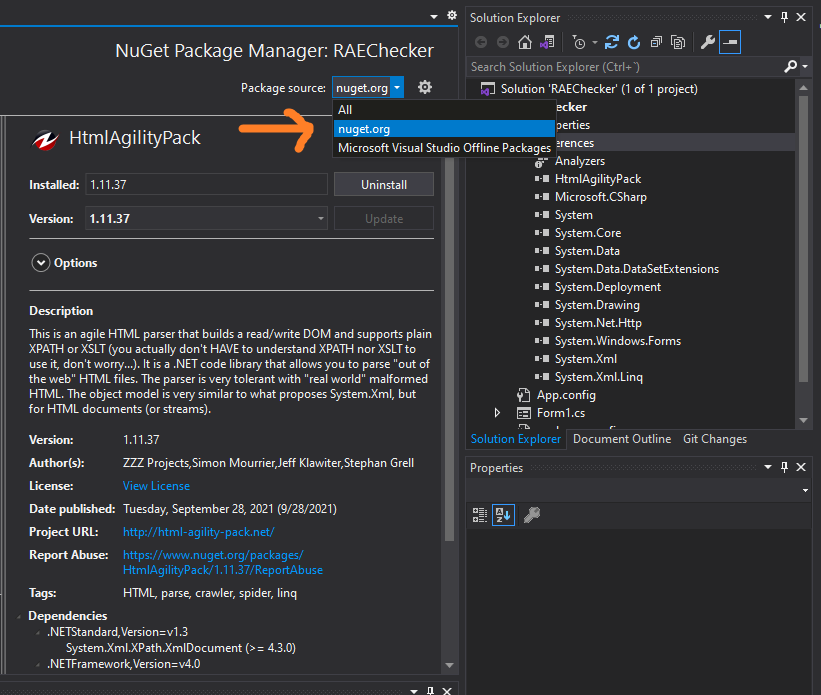 NuGet Package Manager: RAEChecker
Package source: nuget.org
All
nuget.org
Microsoft Visual Studio Offline Packages
HtmlAgilityPack
Installed: 1.11.37 Uninstall
Version: 1.11.37 Update
Options
Description
This is an agile HTML parser that builds a read/write DOM and supports plain
XPATH or XSLT (you actually don't HAVE to understand XPATH nor XSLT to
use it, don't worry...). It is a .NET code library that allows you to parse "out of
the web" HTML files. The parser is very tolerant with "real world" malformed
HTML. The object model is very similar to what proposes System.Xml, but
for HTML documents (or streams).
Version: 1.11.37
Author(s): ZZZ Projects,Simon Mourrier,Jeff Klawiter,Stephan Grell
License: View License
Date published: Tuesday, September 28, 2021 (9/28/2021)
Project URL: http://html-agility-pack.net/
Report Abuse: https://www.nuget.org/packages/
HtmlAgilityPack/1.11.37/ReportAbuse
Tags: HTML, parse, crawler, spider, linq
Dependencies
.NETStandard,Version=v1.3
System.Xml.XPath.XmlDocument (>= 4.3.0)
.NETFramework,Version=v4.0
Solution Explorer
Search Solution Explorer (Ctrl+`)
Solution 'RAEChecker' (1 of 1 project)
ecker
perties
erences
Analyzers
HtmlAgilityPack
Microsoft.CSharp
System
System.Core
System.Data
System.Data.DataSetExtensions
System.Deployment
System.Drawing
System.Net.Http
System.Windows.Forms
System.Xml
System.Xml.Linq
App.config
Form1.cs
Solution Explorer Document Outline Git Changes
Properties